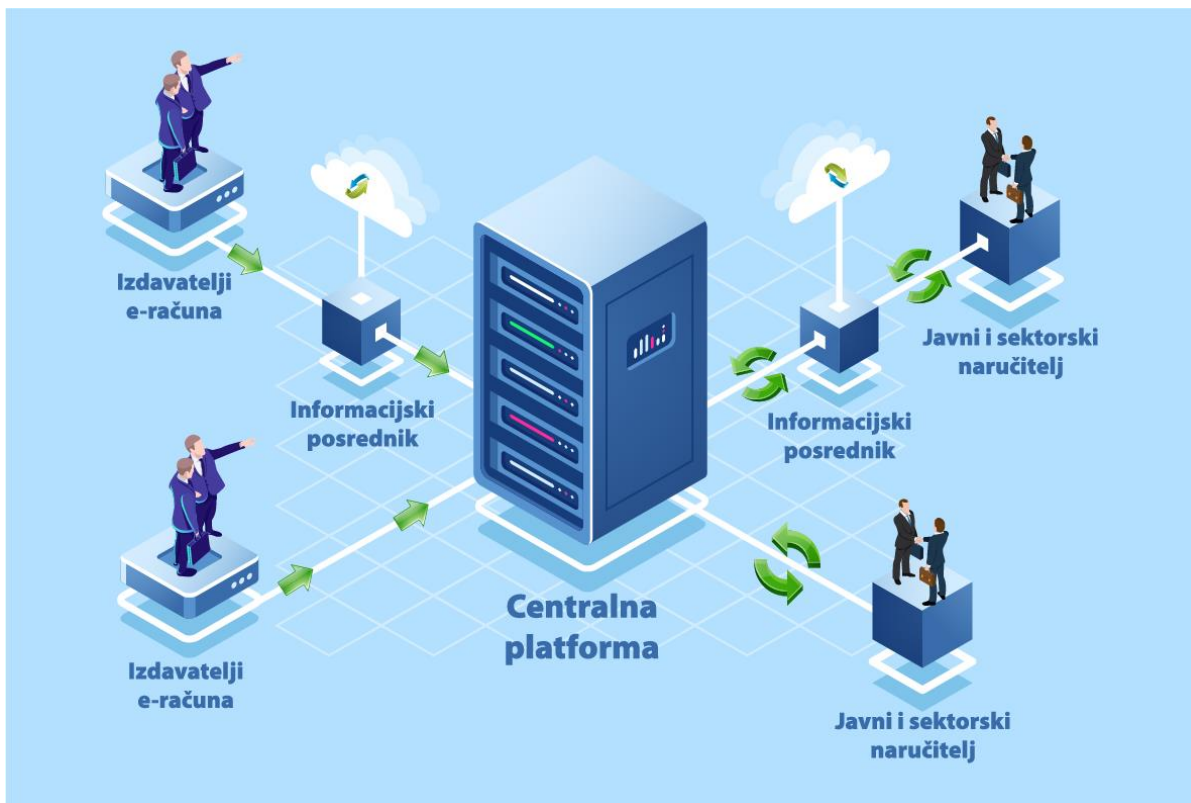 Izdavatelji
e-računa
Informacijski
posrednik
Javni i sektorski
naručitelj
Informacijski
posrednik
Centralna
platforma
Izdavatelji
e-računa
Javni i sektorski
naručitelj